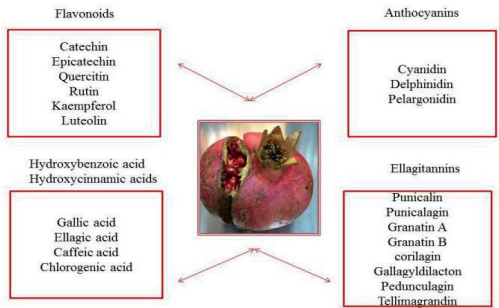 Flavonoids
Catechin
Epicatechin
Quercitin
Rutin
Kaempferol
Luteolin
Anthocyanins
Cyanidin
Delphinidin
Pelargonidin
Hydroxybenzoic acid
Hydroxycinnamic acids
Gallic acid
Ellagic acid
Caffeic acid
Chlorogenic acid
Ellagitannins
Punicalin
Punicalagin
Granatin A
Granatin B
corilagin
Gallagyldilacton
Pedunculagin
Tellimagrandin